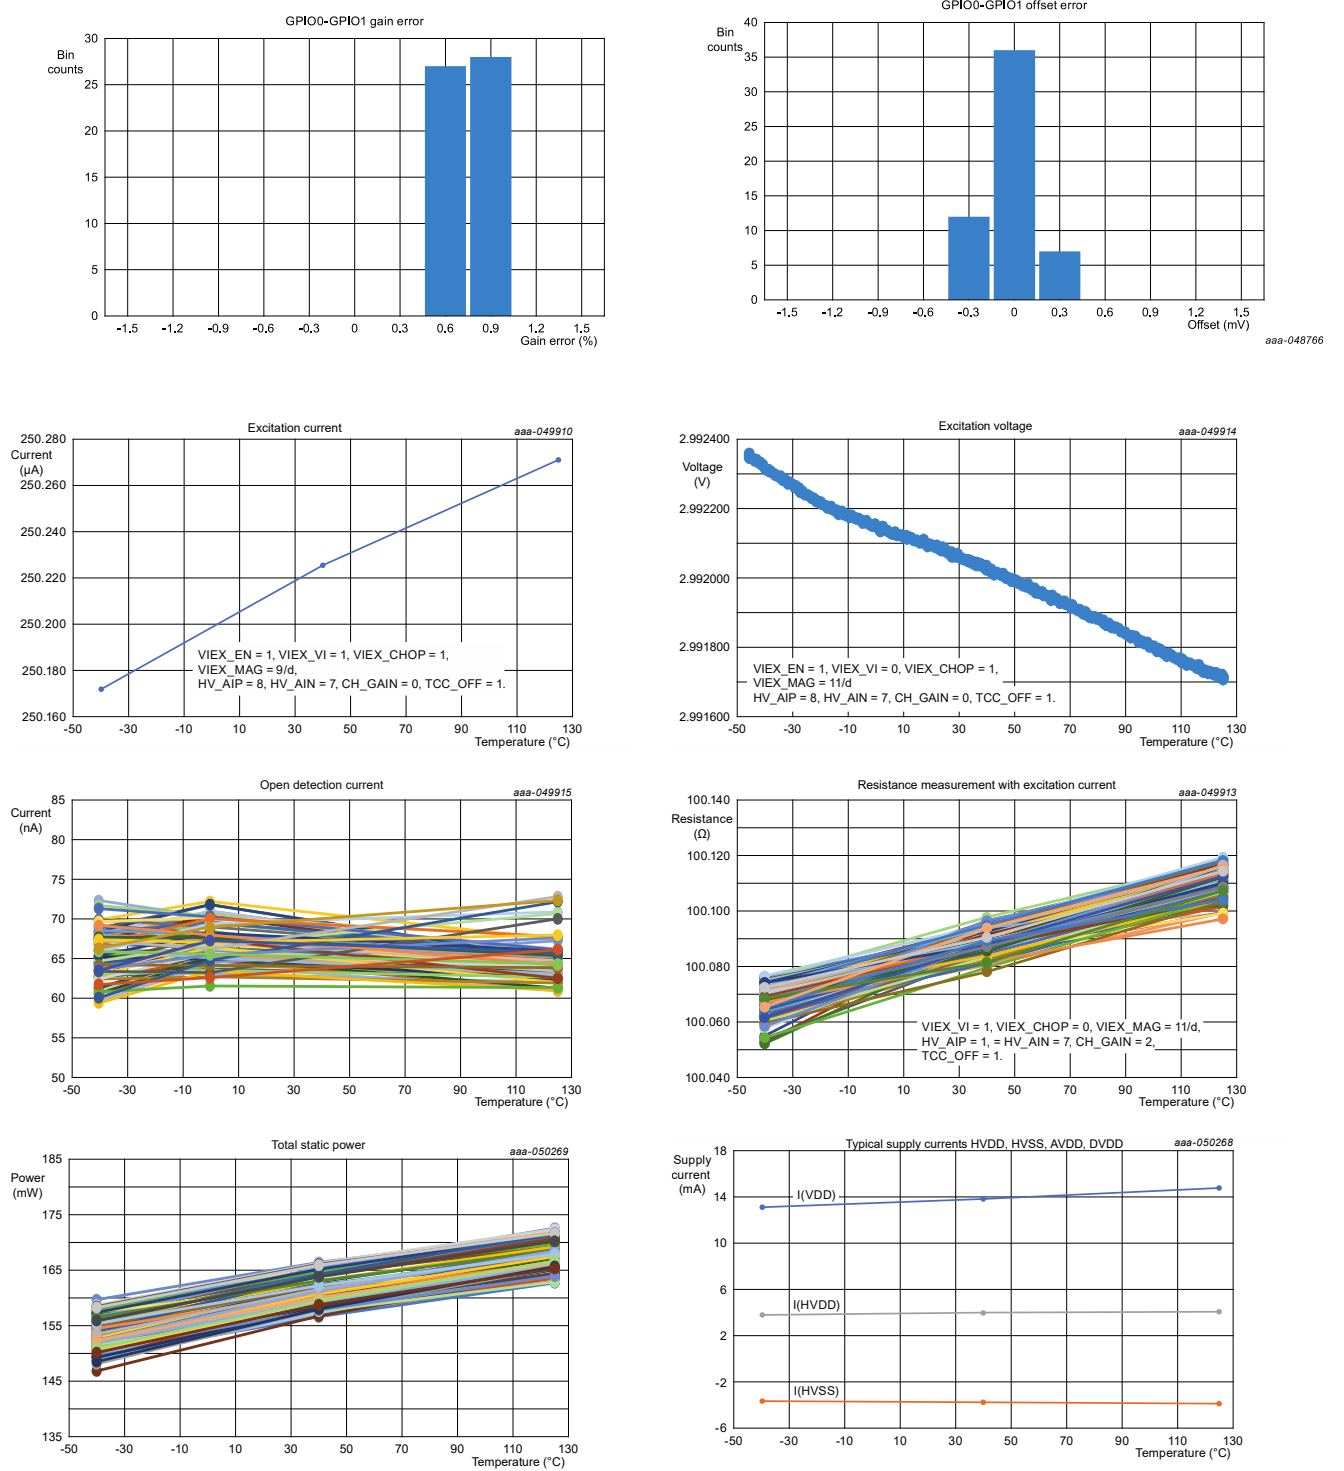 GPIO0-GPIO1 gain error
Bin
counts
30
25
20
15
10
5
0
-1.5 -1.2 -0.9 -0.6 -0.3 0 0.3 0.6 0.9 1.2 1.5
Gain error (%)
GPIO0-GPIO1 offset error
Bin
counts
40
35
30
25
20
15
10
5
0
-1.5 -1.2 -0.9 -0.6 -0.3 0 0.3 0.6 0.9 1.2 1.5
Offset (mV)
aaa-048766
Excitation current
aaa-049910
Current
(µA)
250.280
250.260
250.240
250.220
250.200
250.180
250.160
VIEX_EN = 1, VIEX_VI = 1, VIEX_CHOP = 1,
VIEX_MAG = 9/d,
HV_AIP = 8, HV_AIN = 7, CH_GAIN = 0, TCC_OFF = 1.
-50 -30 -10 10 30 50 70 90 110 130
Temperature (°C)
Excitation voltage
aaa-049914
Voltage
(V)
2.992400
2.992200
2.992000
2.991800
2.991600
VIEX_EN = 1, VIEX_VI = 0, VIEX_CHOP = 1,
VIEX_MAG = 11/d
HV_AIP = 8, HV_AIN = 7, CH_GAIN = 0, TCC_OFF = 1.
-50 -30 -10 10 30 50 70 90 110 130
Temperature (°C)
Open detection current
aaa-049915
Current
(nA)
85
80
75
70
65
60
55
50
-50 -30 -10 10 30 50 70 90 110 130
Temperature (°C)
Resistance measurement with excitation current
aaa-049913
Resistance
(Ω)
100.140
100.120
100.100
100.080
100.060
100.040
VIEX_VI = 1, VIEX_CHOP = 0, VIEX_MAG = 11/d,
HV_AIP = 1, = HV_AIN = 7, CH_GAIN = 2,
TCC_OFF = 1.
-50 -30 -10 10 30 50 70 90 110 130
Temperature (°C)
Total static power
aaa-050269
Power
(mW)
185
175
165
155
145
135
-50 -30 -10 10 30 50 70 90 110 130
Temperature (°C)
Typical supply currents HVDD, HVSS, AVDD, DVDD
aaa-050268
Supply
current
(mA)
18
14
10
6
2
-2
-6
I(VDD)
I(HVDD)
I(HVSS)
-50 -30 -10 10 30 50 70 90 110 130
Temperature (°C)